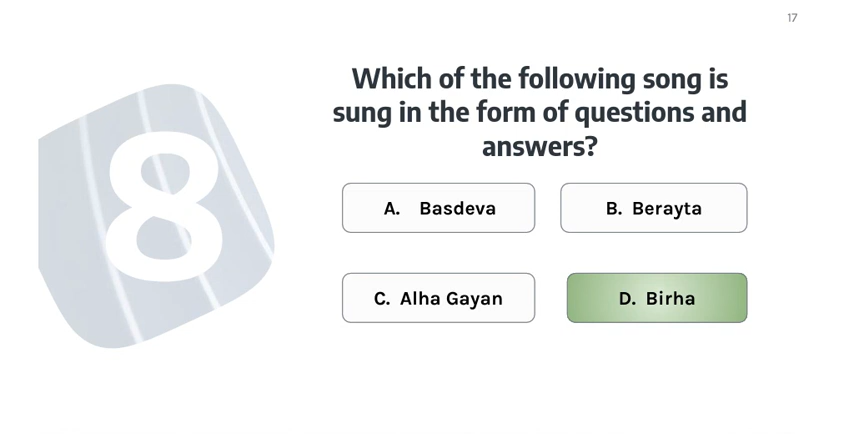 17
8
Which of the following song is
sung in the form of questions and
answers?
A. Basdeva
B. Berayta
C. Alha Gayan
D. Birha